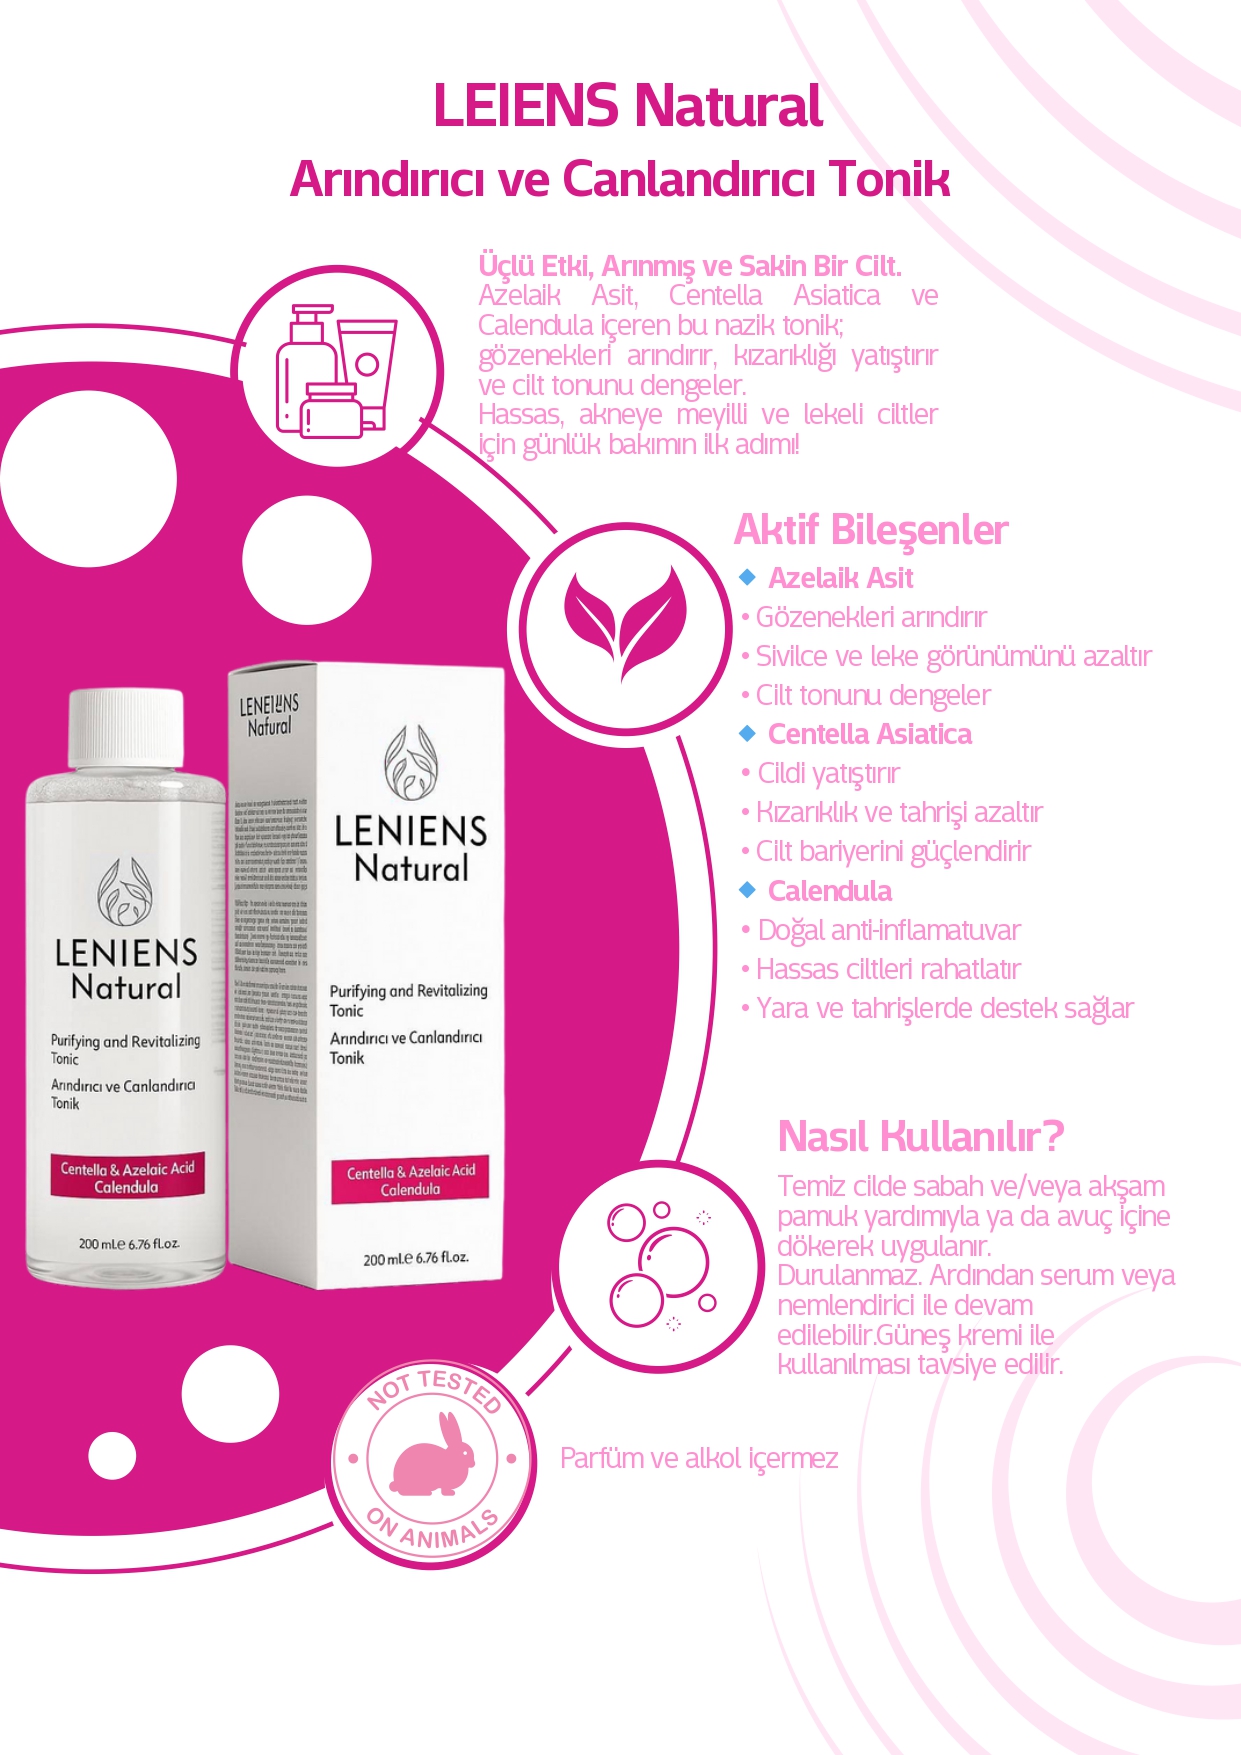 LEIENS Natural
Arındırıcı ve Canlandırıcı Tonik
Üçlü Etki, Arınmış ve Sakin Bir Cilt.
Azelaik Asit, Centella Asiatica ve
Calendula içeren bu nazik tonik;
gözenekleri arındırır, kızarıklığı yatıştırır
ve cilt tonunu dengeler.
Hassas, akneye meyilli ve lekeli ciltler
için günlük bakımın ilk adımı!
Aktif Bileşenler
Azelaik Asit
• Gözenekleri arındırır
• Sivilce ve leke görünümünü azaltır
• Cilt tonunu dengeler
Centella Asiatica
• Cildi yatıştırır
• Kızarıklık ve tahrişi azaltır
• Cilt bariyerini güçlendirir
Calendula
• Doğal anti-inflamatuvar
• Hassas ciltleri rahatlatır
• Yara ve tahrişlerde destek sağlar
Natural
LENIENS
Natural
Purifying and Revitalizing
Tonic
Arındırıcı ve Canlandırıcı
Tonik
Centella & Azelaic Acid
Calendula
200 mL℮ 6.76 fl.oz.
LENIENS
Natural
Purifying and Revitalizing
Tonic
Arındırıcı ve Canlandırıcı
Tonik
Centella & Azelaic Acid
Calendula
200 mL℮ 6.76 fl.oz.
Nasıl Kullanılır?
Temiz cilde sabah ve/veya akşam
pamuk yardımıyla ya da avuç içine
dökerek uygulanır.
Durulanmaz. Ardından serum veya
nemlendirici ile devam
edilebilir.Güneş kremi ile
kullanılması tavsiye edilir.
NOT TESTED
ON ANIMALS
Parfüm ve alkol içermez